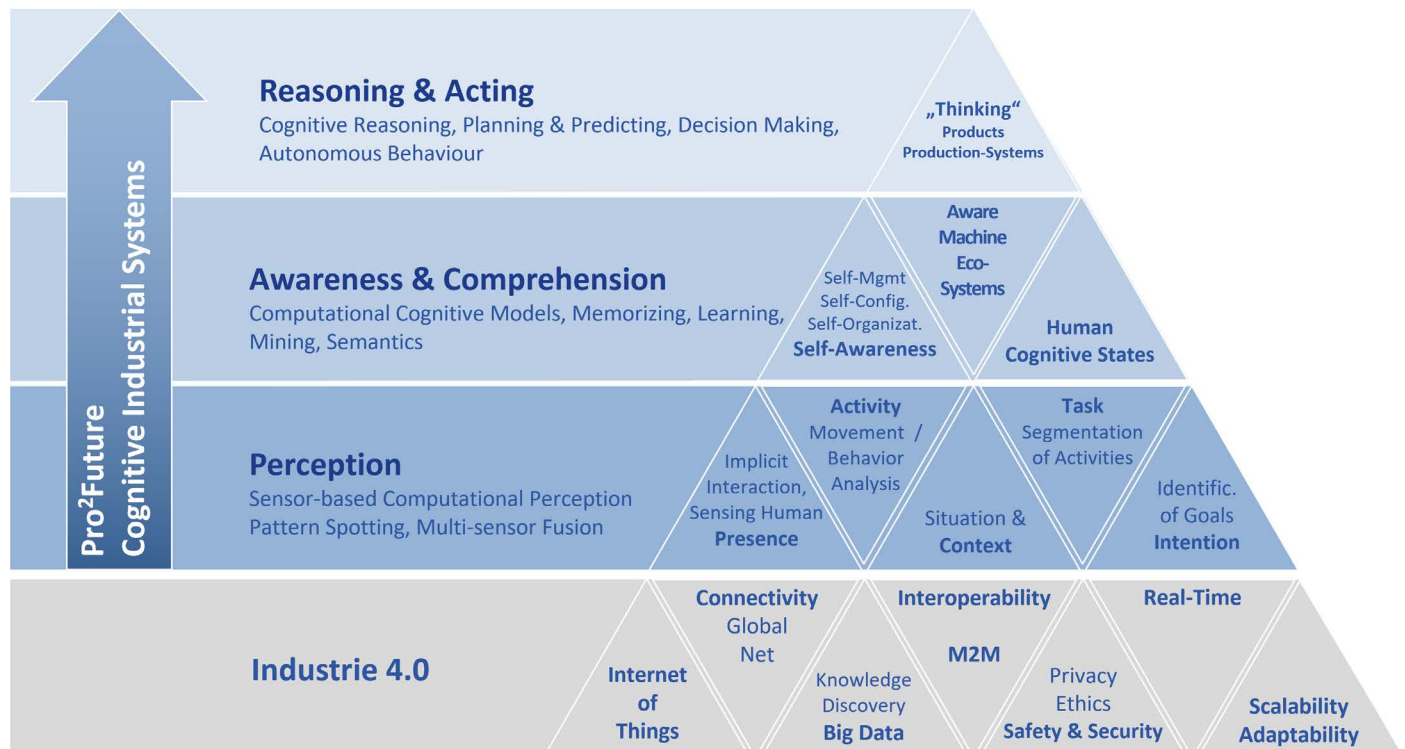 Pro²Future
Cognitive Industrial Systems
Reasoning & Acting
Cognitive Reasoning, Planning & Predicting, Decision Making,
Autonomous Behaviour
„Thinking“
Products
Production-Systems
Awareness & Comprehension
Computational Cognitive Models, Memorizing, Learning,
Mining, Semantics
Self-Mgmt
Self-Config.
Self-Organizat.
Self-Awareness
Aware
Machine
Eco-
Systems
Human
Cognitive States
Perception
Sensor-based Computational Perception
Pattern Spotting, Multi-sensor Fusion
Implicit
Interaction,
Sensing Human
Presence
Activity
Movement /
Behavior
Analysis
Situation &
Context
Task
Segmentation
of Activities
Identific.
of Goals
Intention
Industrie 4.0
Internet
of
Things
Connectivity
Global
Net
Knowledge
Discovery
Big Data
Interoperability
M2M
Privacy
Ethics
Safety & Security
Real-Time
Scalability
Adaptability